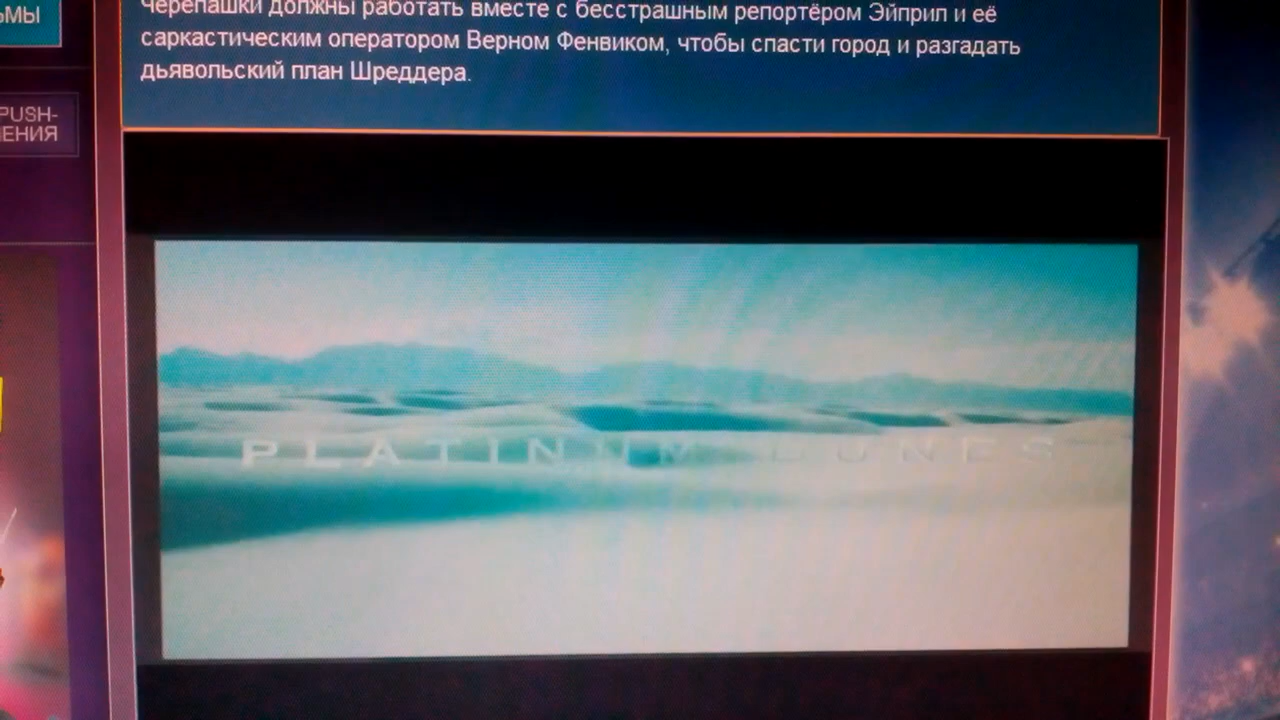 черепашки должны работать вместе с бесстрашным репортёром Эйприл и её
саркастическим оператором Верном Фенвиком, чтобы спасти город и разгадать
дьявольский план Шреддера.
ЬМЫ
PUSH-
ЕНИЯ
PLATINUM DUNES